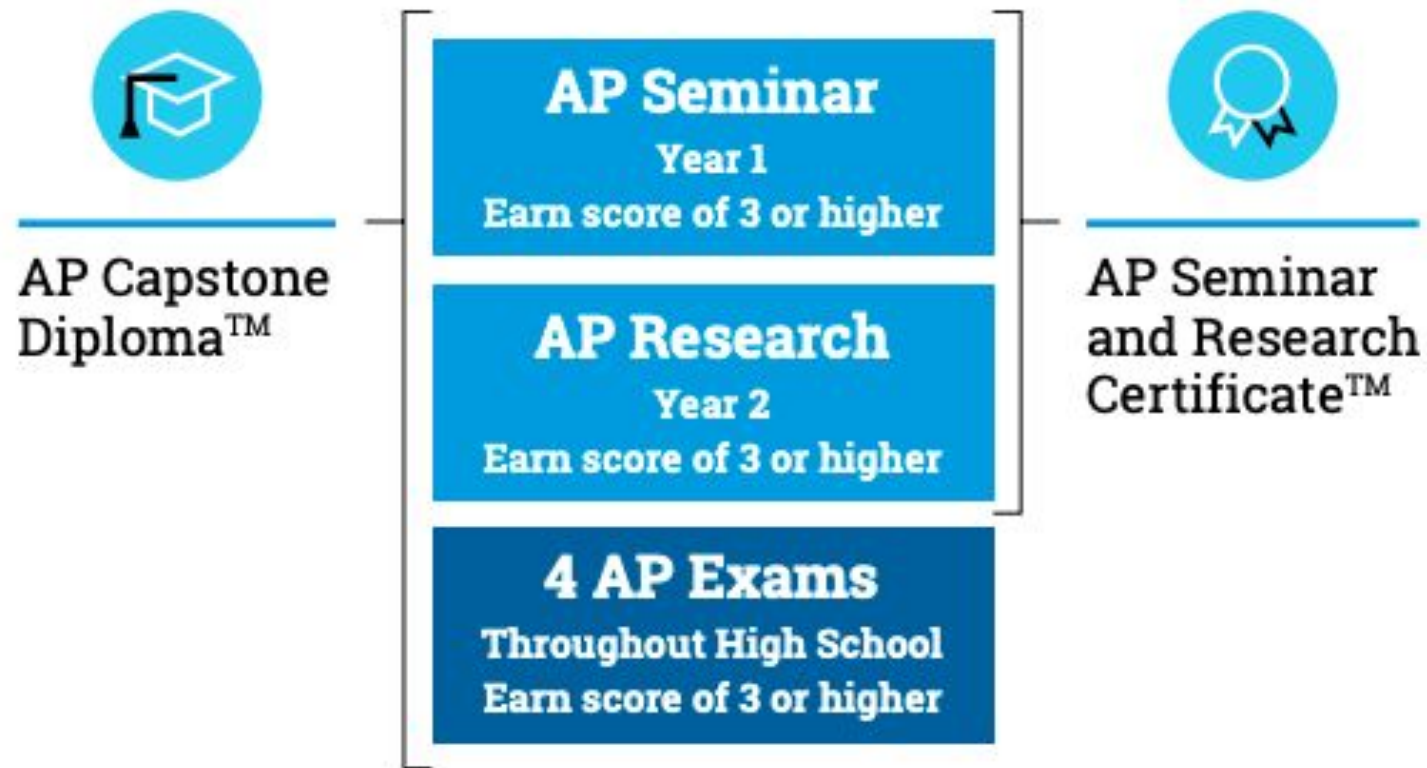 AP Capstone
Diploma™
AP Seminar
Year 1
Earn score of 3 or higher
AP Research
Year 2
Earn score of 3 or higher
4 AP Exams
Throughout High School
Earn score of 3 or higher
AP Seminar
and Research
Certificate™